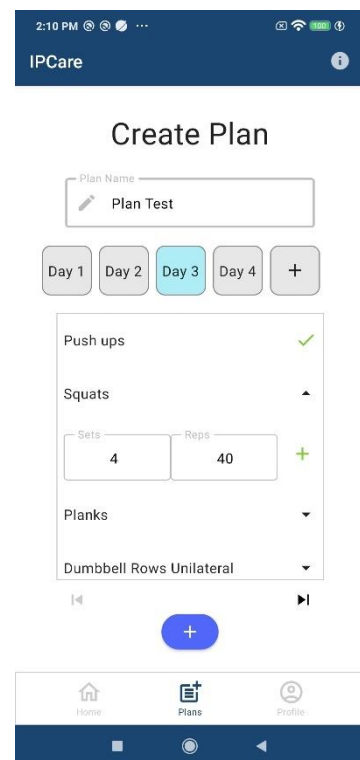 2:10 PM
100
IPCare
Create Plan
Plan Name
Plan Test
Day 1 Day 2 Day 3 Day 4 +
Push ups
Squats
Sets Reps
4 40 +
Planks
Dumbbell Rows Unilateral
+
Home Plans Profile